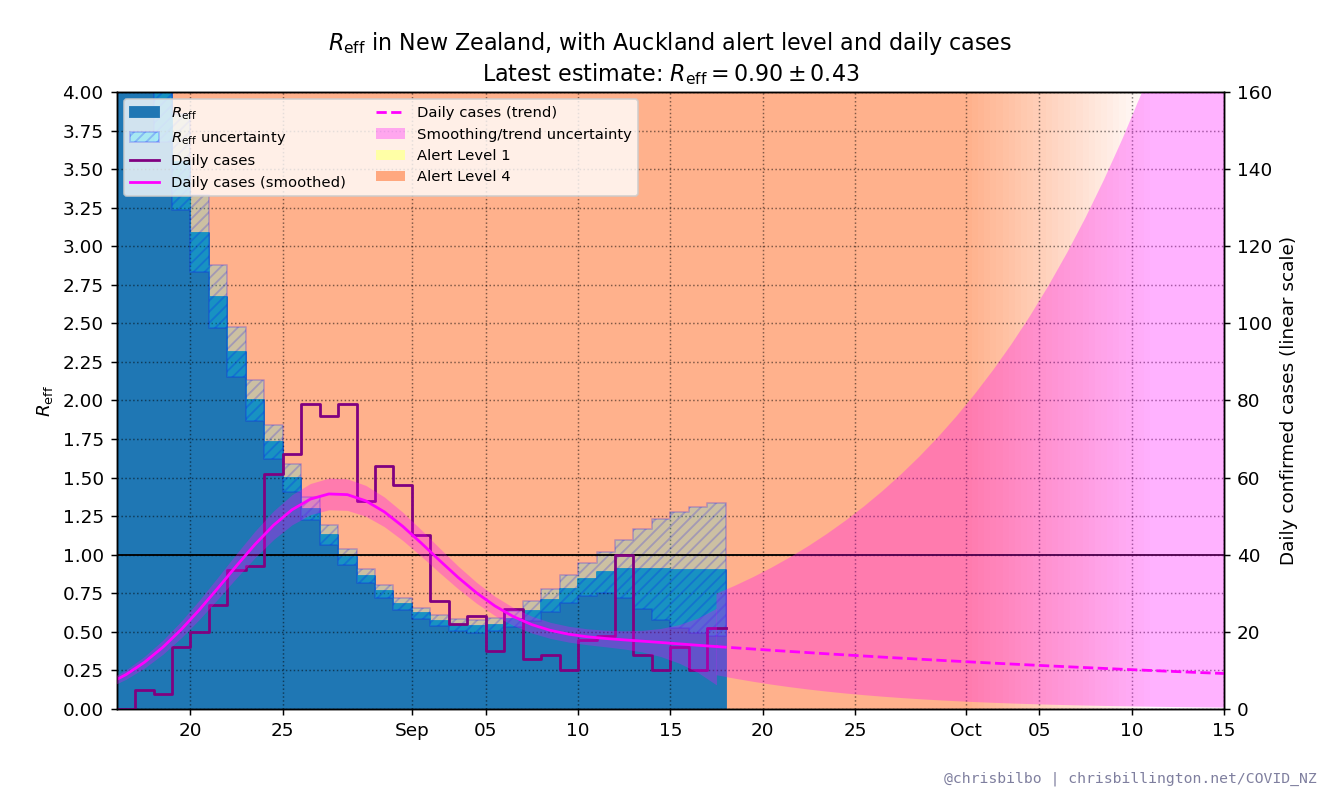 Reff in New Zealand, with Auckland alert level and daily cases
Latest estimate: Reff = 0.90 ± 0.43
Reff
Reff uncertainty
Daily cases
Daily cases (smoothed)
Daily cases (trend)
Smoothing/trend uncertainty
Alert Level 1
Alert Level 4
Reff
4.00
3.75
3.50
3.25
3.00
2.75
2.50
2.25
2.00
1.75
1.50
1.25
1.00
0.75
0.50
0.25
0.00
160
140
120
100
80
60
40
20
0
Daily confirmed cases (linear scale)
20 25 Sep 05 10 15 20 25 Oct 05 10 15
@chrisbilbo | chrisbillington.net/COVID_NZ